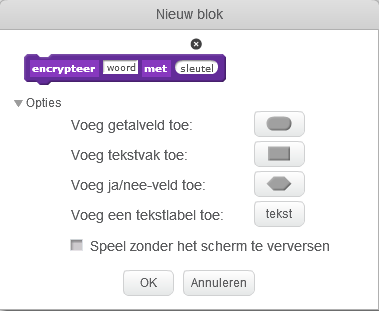 Nieuw blok
encrypteer woord met sleutel
Opties
Voeg getalveld toe:
Voeg tekstvak toe:
Voeg ja/nee-veld toe:
Voeg een tekstlabel toe: tekst
Speel zonder het scherm te verversen
OK Annuleren